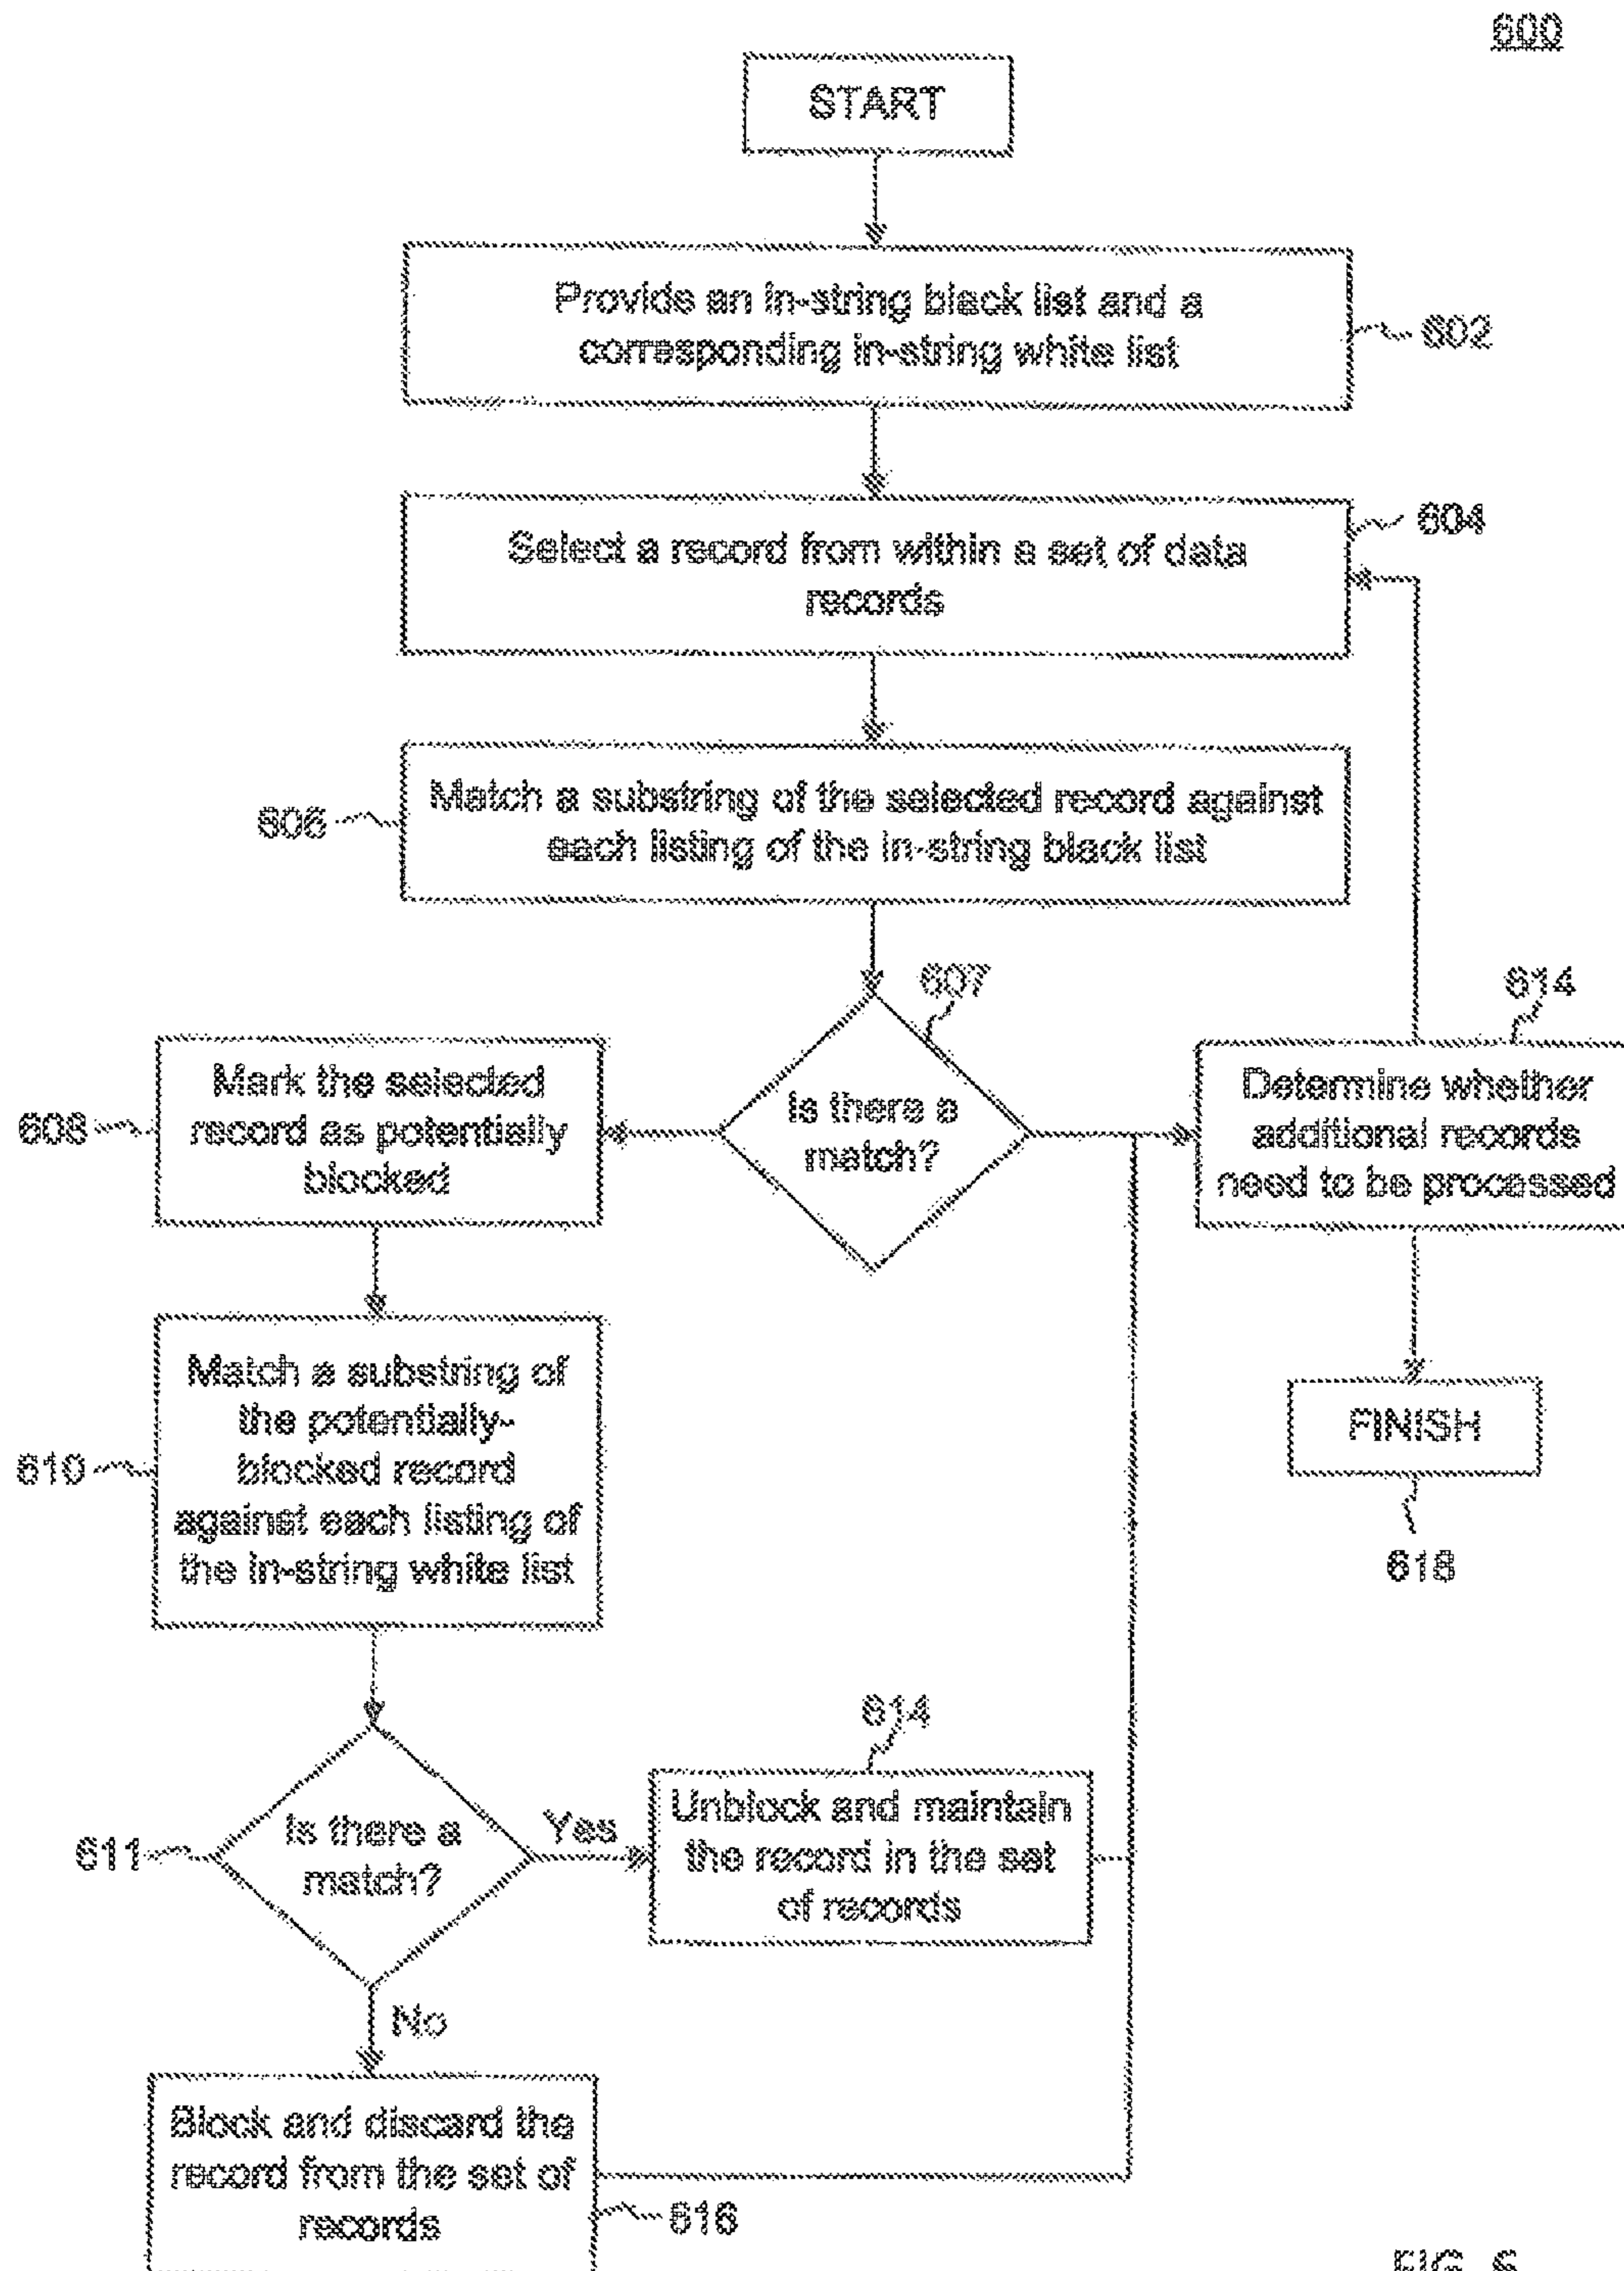 600
START
Provide an in-string black list and a
corresponding in-string white list
602
Select a record from within a set of data
records
604
Match a substring of the selected record against
each listing of the in-string black list
606
607
Is there a
match?
Mark the selected
record as potentially
blocked
608
614
Determine whether
additional records
need to be processed
Match a substring of
the potentially-
blocked record
against each listing of
the in-string white list
610
FINISH
618
Is there a
match?
611
Yes
614
Unblock and maintain
the record in the set
of records
No
Block and discard the
record from the set of
records
616
FIG. 6